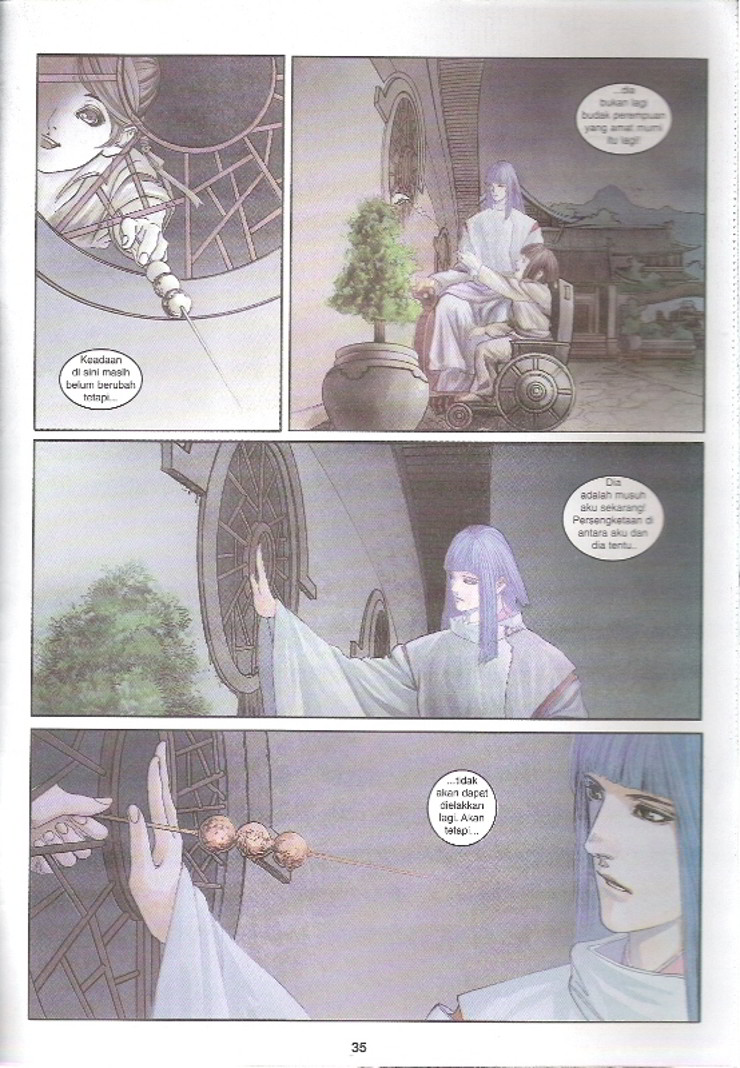 Keadaan
di sini masih
belum berubah
tetapi...
...dia
bukan lagi
budak perempuan
yang amat murni
itu lagi!
Dia
adalah musuh
aku sekarang!
Persengketaan di
antara aku dan
dia tentu..
...tidak
akan dapat
dielakkan
lagi. Akan
tetapi...
35